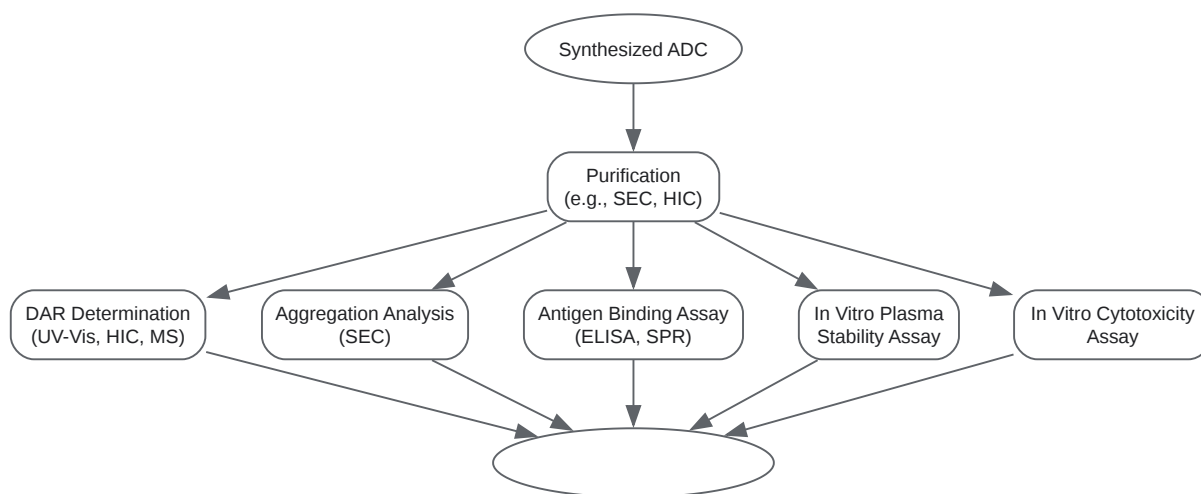 Synthesized ADC
Purification
(e.g., SEC, HIC)
DAR Determination
(UV-Vis, HIC, MS)
Aggregation Analysis
(SEC)
Antigen Binding Assay
(ELISA, SPR)
In Vitro Plasma
Stability Assay
In Vitro Cytotoxicity
Assay